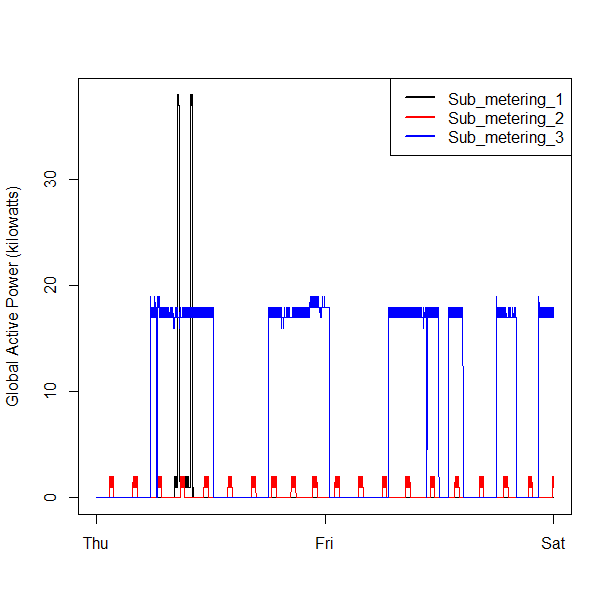 Sub_metering_1
Sub_metering_2
Sub_metering_3
Global Active Power (kilowatts)
30
20
10
0
Thu Fri Sat